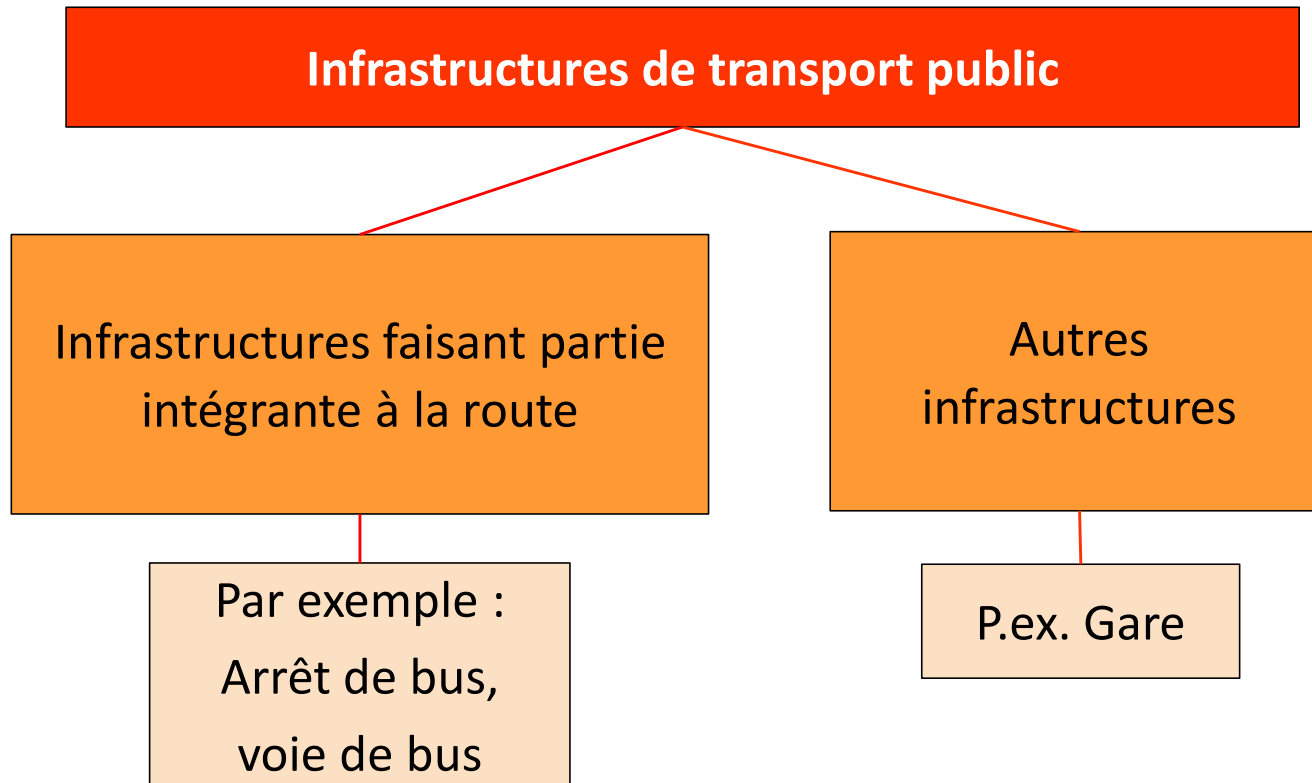 Infrastructures de transport public
Infrastructures faisant partie
intégrante à la route
Autres
infrastructures
Par exemple :
Arrêt de bus,
voie de bus
P.ex. Gare